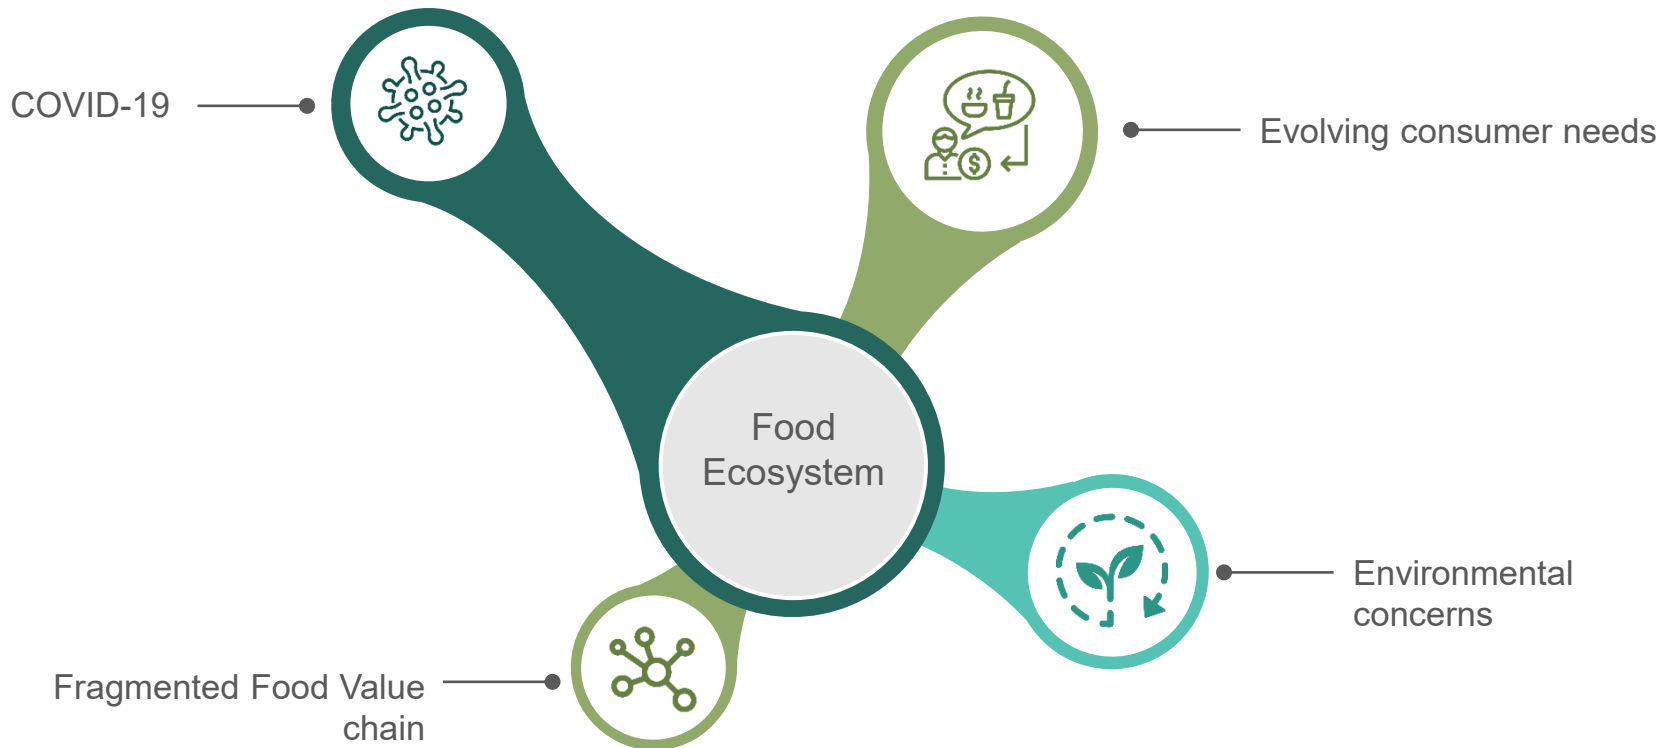 COVID-19
Evolving consumer needs
Food
Ecosystem
Environmental
concerns
Fragmented Food Value
chain
$